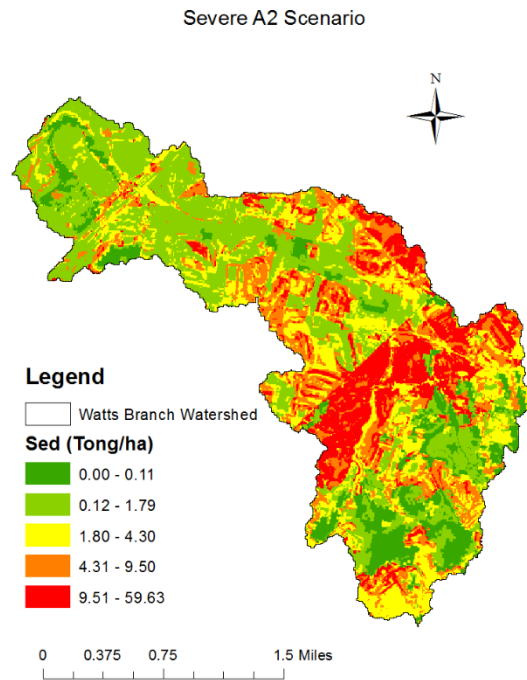 Severe A2 Scenario
N
Legend
Watts Branch Watershed
Sed (Tong/ha)
0.00 - 0.11
0.12 - 1.79
1.80 - 4.30
4.31 - 9.50
9.51 - 59.63
0 0.375 0.75 1.5 Miles